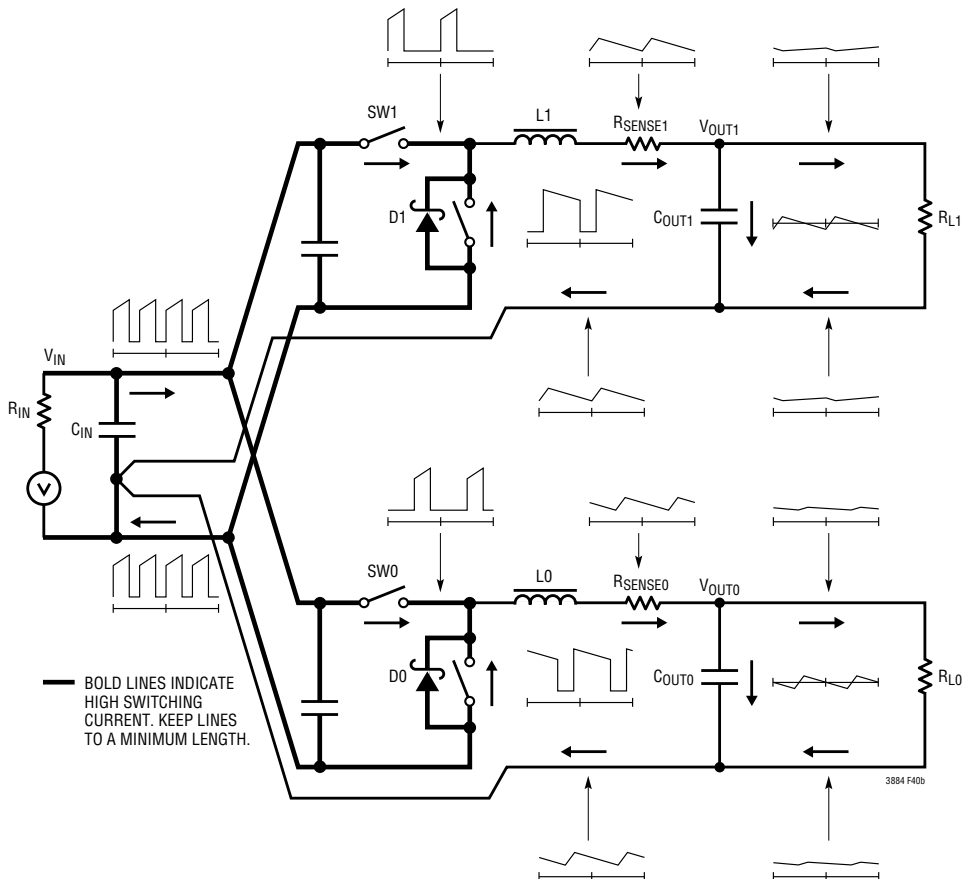 SW1
L1
RSENSE1
VOUT1
D1
COUT1
RL1
VIN
RIN
CIN
V
SW0
L0
RSENSE0
VOUT0
D0
COUT0
RL0
BOLD LINES INDICATE
HIGH SWITCHING
CURRENT. KEEP LINES
TO A MINIMUM LENGTH.
3884 F40b